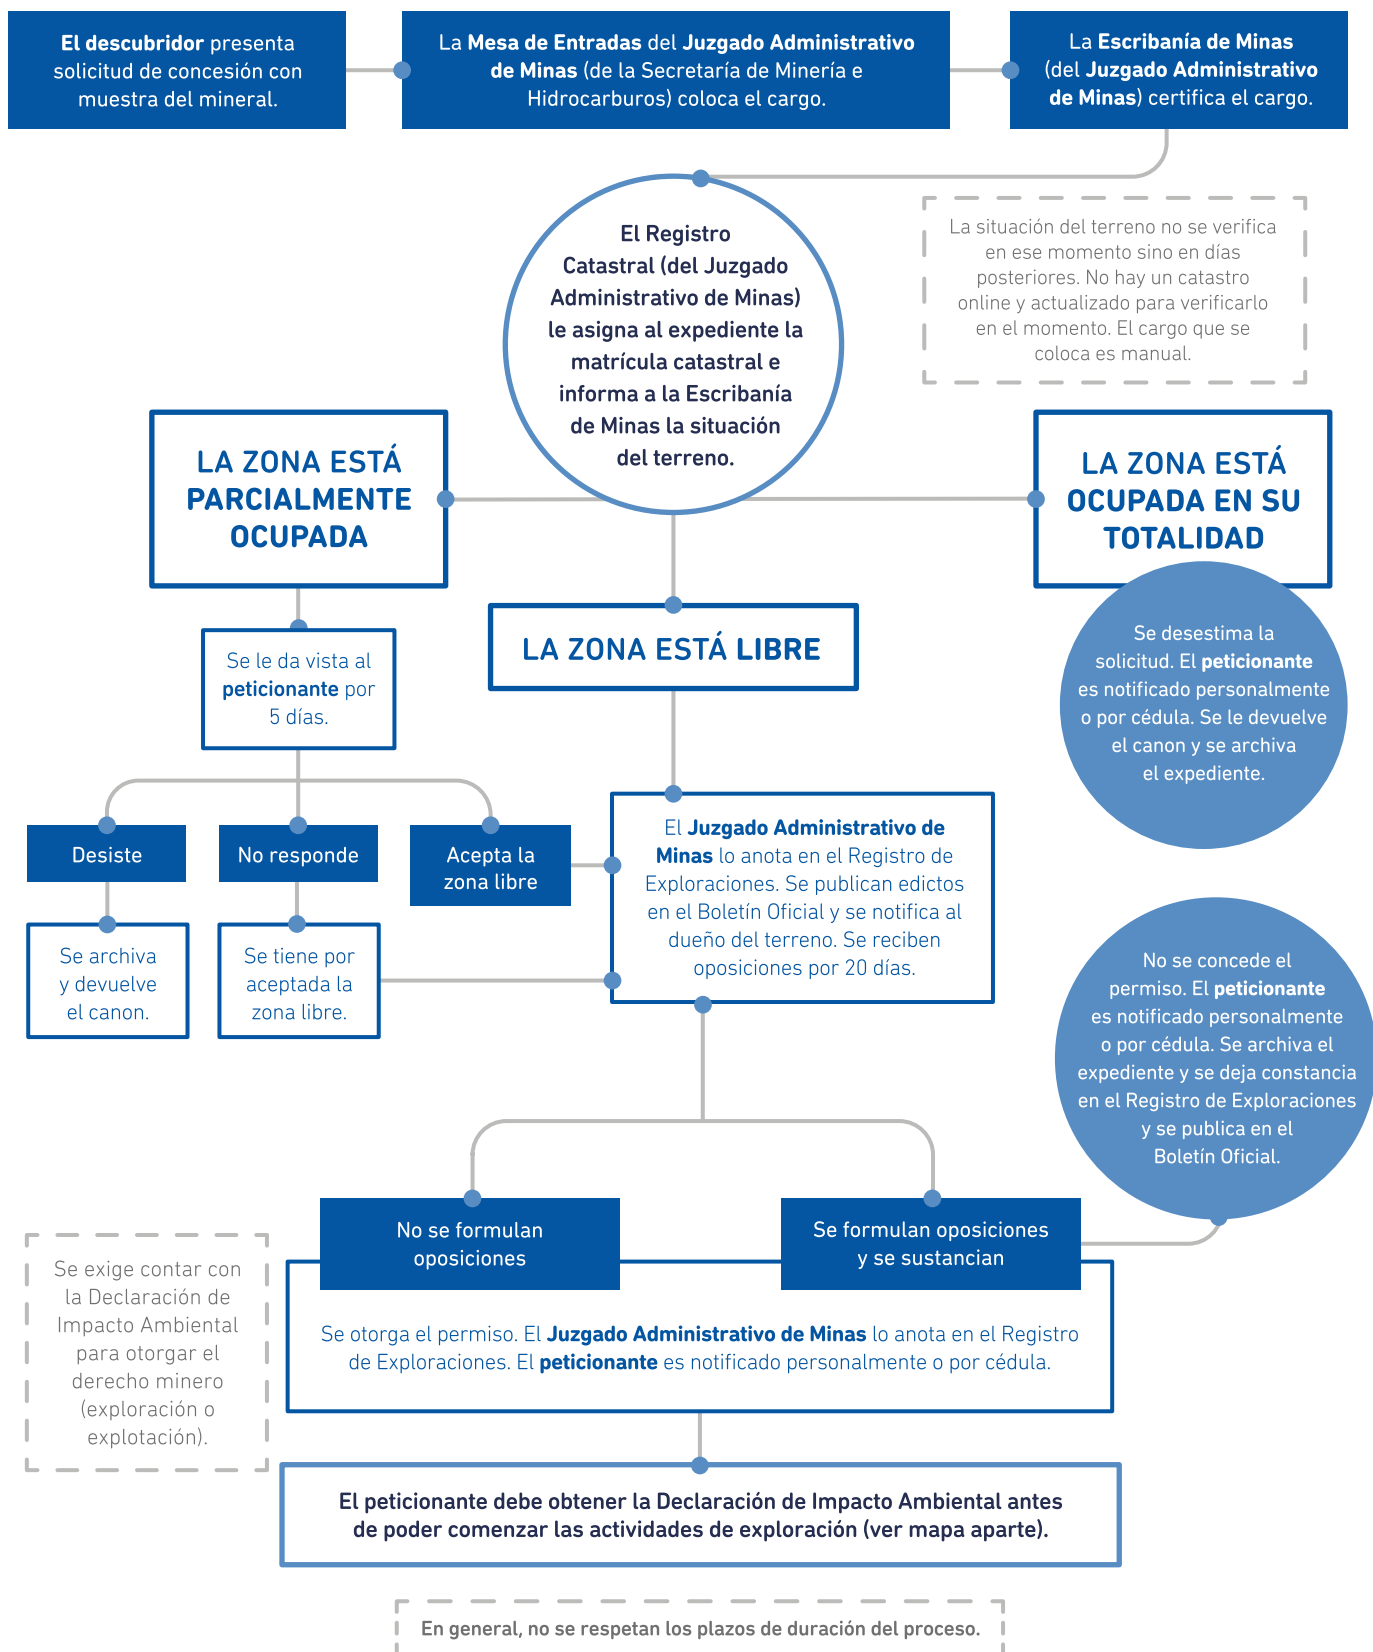 El descubridor presenta
solicitud de concesión con
muestra del mineral.
La Mesa de Entradas del Juzgado Administrativo
de Minas (de la Secretaría de Minería e
Hidrocarburos) coloca el cargo.
La Escribanía de Minas
(del Juzgado Administrativo
de Minas) certifica el cargo.
El Registro
Catastral (del Juzgado
Administrativo de Minas)
le asigna al expediente la
matrícula catastral e
informa a la Escribanía
de Minas la situación
del terreno.
La situación del terreno no se verifica
en ese momento sino en días
posteriores. No hay un catastro
online y actualizado para verificarlo
en el momento. El cargo que se
coloca es manual.
LA ZONA ESTÁ
PARCIALMENTE
OCUPADA
LA ZONA ESTÁ
OCUPADA EN SU
TOTALIDAD
LA ZONA ESTÁ LIBRE
Se le da vista al
peticionante por
5 días.
Se desestima la
solicitud. El peticionante
es notificado personalmente
o por cédula. Se le devuelve
el canon y se archiva
el expediente.
Desiste
No responde
Acepta la
zona libre
El Juzgado Administrativo de
Minas lo anota en el Registro de
Exploraciones. Se publican edictos
en el Boletín Oficial y se notifica al
dueño del terreno. Se reciben
oposiciones por 20 días.
Se archiva
y devuelve
el canon.
Se tiene por
aceptada la
zona libre.
No se concede el
permiso. El peticionante
es notificado personalmente
o por cédula. Se archiva el
expediente y se deja constancia
en el Registro de Exploraciones
y se publica en el
Boletín Oficial.
No se formulan
oposiciones
Se formulan oposiciones
y se sustancian
Se exige contar con
la Declaración de
Impacto Ambiental
para otorgar el
derecho minero
(exploración o
explotación).
Se otorga el permiso. El Juzgado Administrativo de Minas lo anota en el Registro
de Exploraciones. El peticionante es notificado personalmente o por cédula.
El peticionante debe obtener la Declaración de Impacto Ambiental antes
de poder comenzar las actividades de exploración (ver mapa aparte).
En general, no se respetan los plazos de duración del proceso.